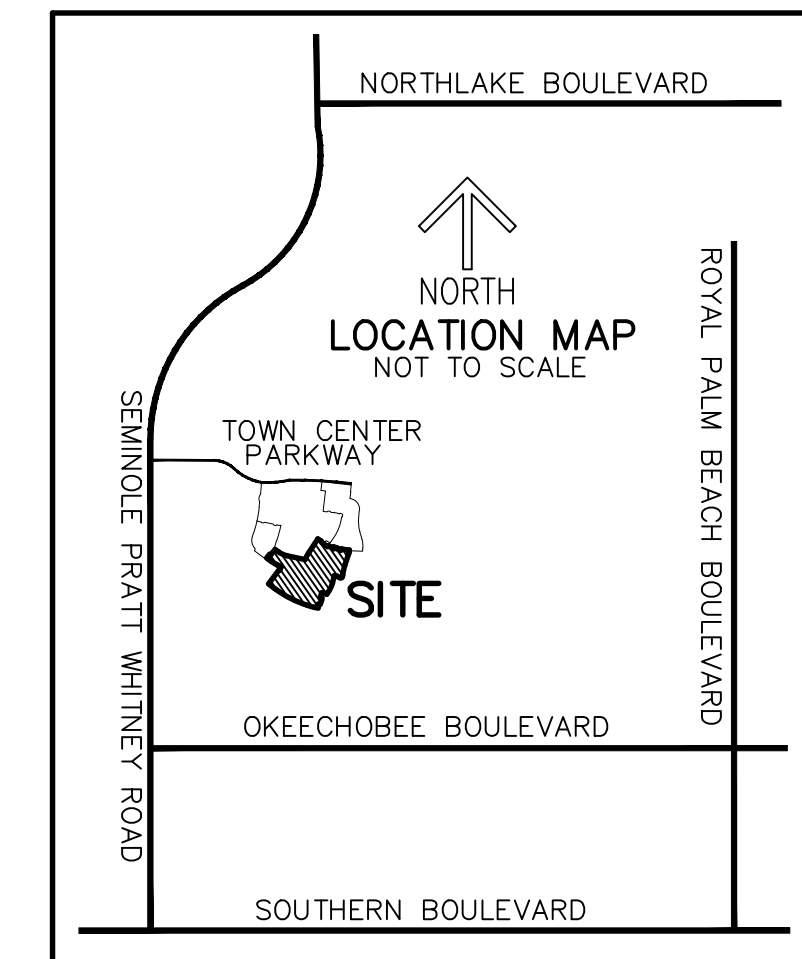 NORTHLAKE BOULEVARD
NORTH
LOCATION MAP
NOT TO SCALE
ROYAL PALM BEACH BOULEVARD
SEMINOLE PRATT WHITNEY ROAD
TOWN CENTER
PARKWAY
SITE
OKEECHOBEE BOULEVARD
SOUTHERN BOULEVARD